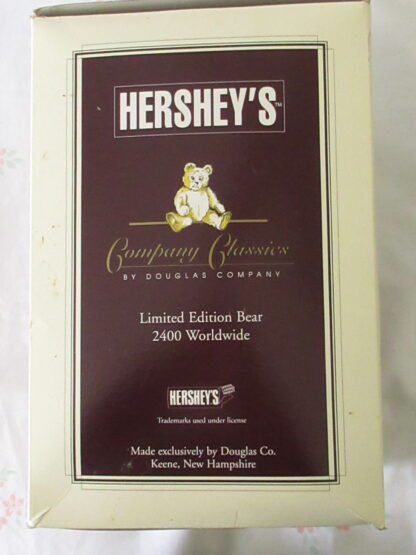 HERSHEY'S™
Company Classics
BY DOUGLAS COMPANY
Limited Edition Bear
2400 Worldwide
HERSHEY'S
Trademarks used under license
Made exclusively by Douglas Co.
Keene, New Hampshire